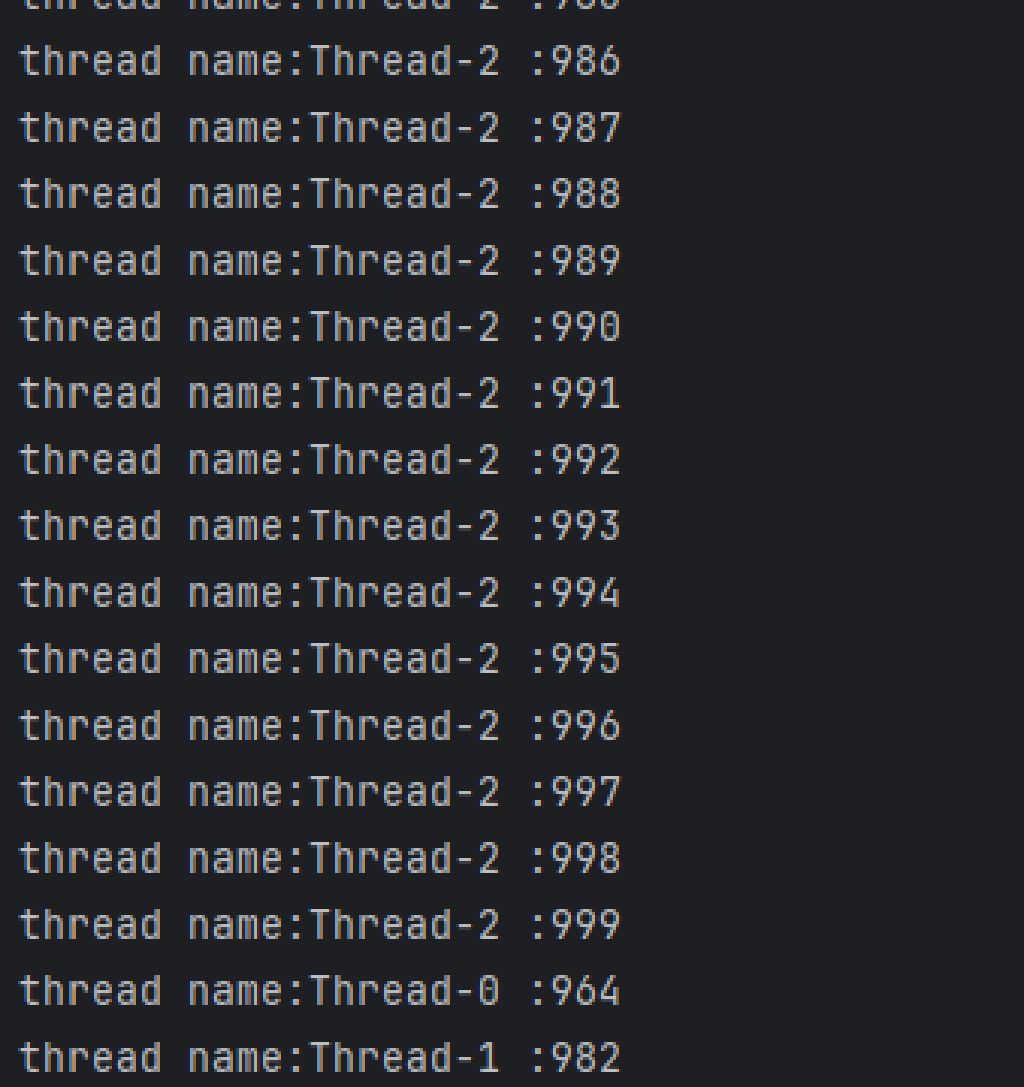 thread name:Thread-2 :986
thread name:Thread-2 :987
thread name:Thread-2 :988
thread name:Thread-2 :989
thread name:Thread-2 :990
thread name:Thread-2 :991
thread name:Thread-2 :992
thread name:Thread-2 :993
thread name:Thread-2 :994
thread name:Thread-2 :995
thread name:Thread-2 :996
thread name:Thread-2 :997
thread name:Thread-2 :998
thread name:Thread-2 :999
thread name:Thread-0 :964
thread name:Thread-1 :982